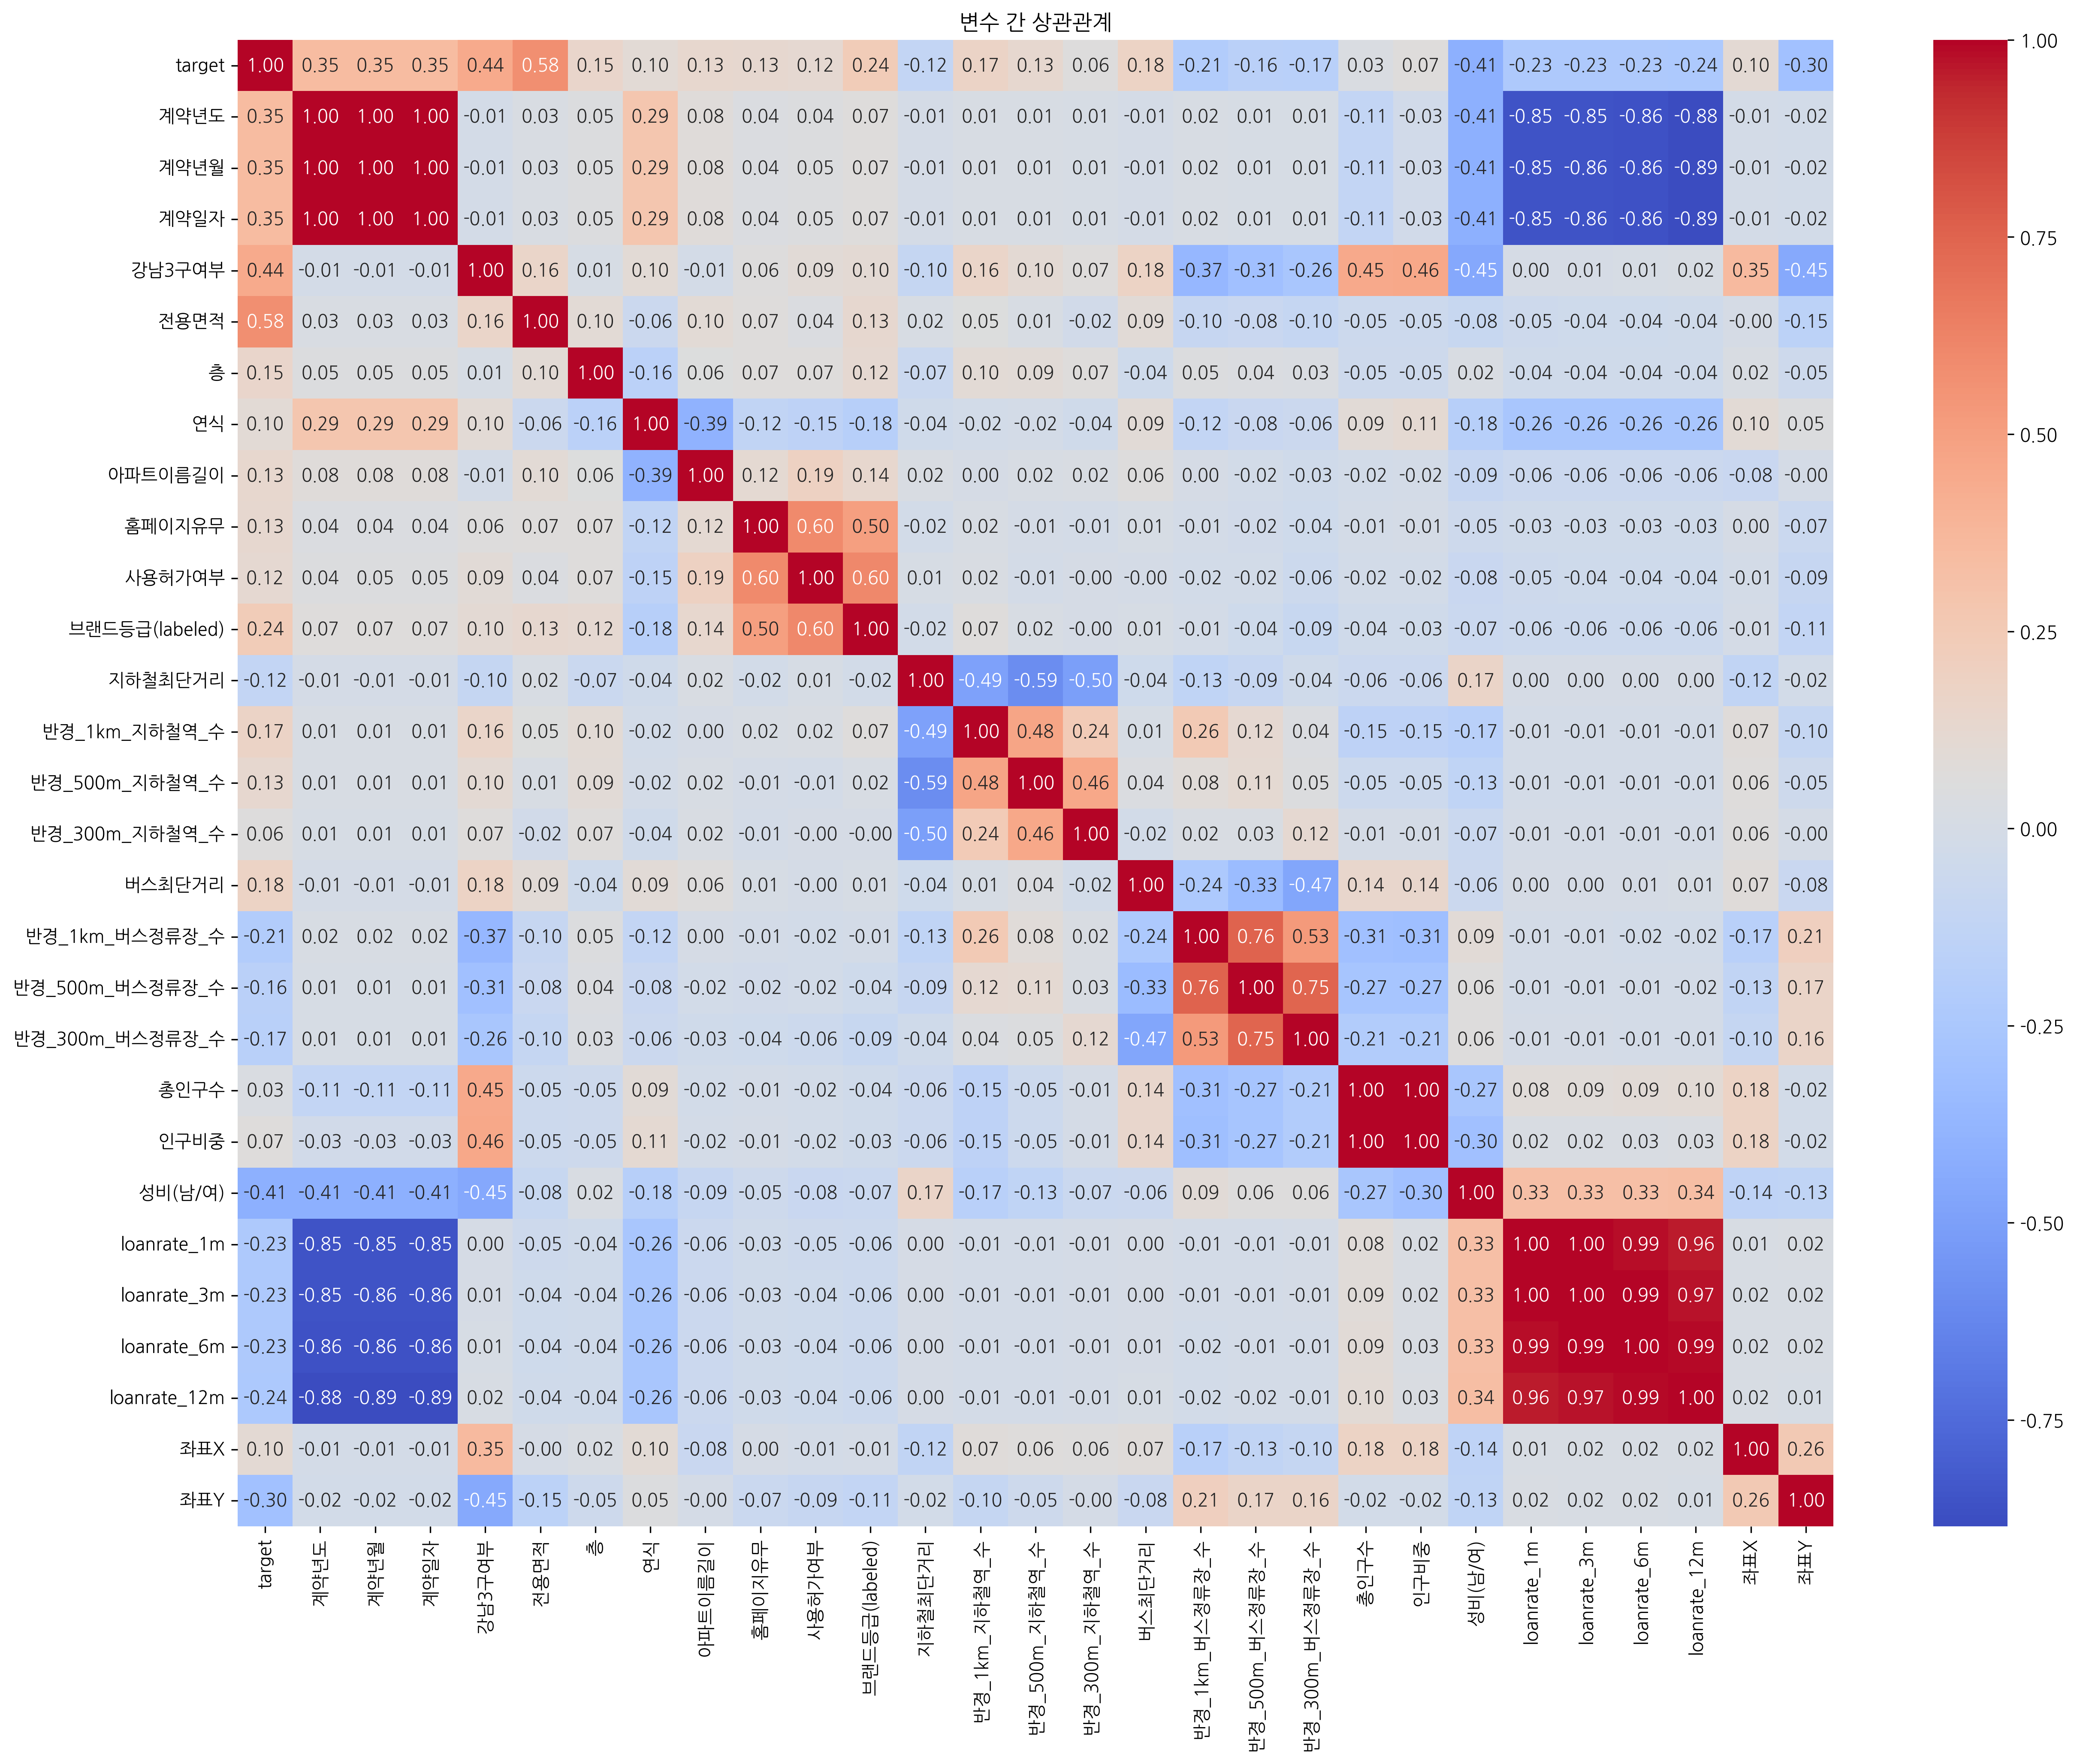 변수 간 상관관계
target 1.00 0.35 0.35 0.35 0.44 0.58 0.15 0.10 0.13 0.13 0.12 0.24 -0.12 0.17 0.13 0.06 0.18 -0.21 -0.16 -0.17 0.03 0.07 -0.41 -0.23 -0.23 -0.23 -0.24 0.10 -0.30
계약년도 0.35 1.00 1.00 1.00 -0.01 0.03 0.05 0.29 0.08 0.04 0.04 0.07 -0.01 0.01 0.01 0.01 -0.01 0.02 0.01 0.01 -0.11 -0.03 -0.41 -0.85 -0.85 -0.86 -0.88 -0.01 -0.02
계약년월 0.35 1.00 1.00 1.00 -0.01 0.03 0.05 0.29 0.08 0.04 0.05 0.07 -0.01 0.01 0.01 0.01 -0.01 0.02 0.01 0.01 -0.11 -0.03 -0.41 -0.85 -0.86 -0.86 -0.89 -0.01 -0.02
계약일자 0.35 1.00 1.00 1.00 -0.01 0.03 0.05 0.29 0.08 0.04 0.05 0.07 -0.01 0.01 0.01 0.01 -0.01 0.02 0.01 0.01 -0.11 -0.03 -0.41 -0.85 -0.86 -0.86 -0.89 -0.01 -0.02
강남3구여부 0.44 -0.01 -0.01 -0.01 1.00 0.16 0.01 0.10 -0.01 0.06 0.09 0.10 -0.10 0.16 0.10 0.07 0.18 -0.37 -0.31 -0.26 0.45 0.46 -0.45 0.00 0.01 0.01 0.02 0.35 -0.45
전용면적 0.58 0.03 0.03 0.03 0.16 1.00 0.10 -0.06 0.10 0.07 0.04 0.13 0.02 0.05 0.01 -0.02 0.09 -0.10 -0.08 -0.10 -0.05 -0.05 -0.08 -0.05 -0.04 -0.04 -0.04 -0.00 -0.15
층 0.15 0.05 0.05 0.05 0.01 0.10 1.00 -0.16 0.06 0.07 0.07 0.12 -0.07 0.10 0.09 0.07 -0.04 0.05 0.04 0.03 -0.05 -0.05 0.02 -0.04 -0.04 -0.04 -0.04 0.02 -0.05
연식 0.10 0.29 0.29 0.29 0.10 -0.06 -0.16 1.00 -0.39 -0.12 -0.15 -0.18 -0.04 -0.02 -0.02 -0.04 0.09 -0.12 -0.08 -0.06 0.09 0.11 -0.18 -0.26 -0.26 -0.26 -0.26 0.10 0.05
아파트이름길이 0.13 0.08 0.08 0.08 -0.01 0.10 0.06 -0.39 1.00 0.12 0.19 0.14 0.02 0.00 0.02 0.02 0.06 0.00 -0.02 -0.03 -0.02 -0.02 -0.09 -0.06 -0.06 -0.06 -0.06 -0.08 -0.00
홈페이지유무 0.13 0.04 0.04 0.04 0.06 0.07 0.07 -0.12 0.12 1.00 0.60 0.50 -0.02 0.02 -0.01 -0.01 0.01 -0.01 -0.02 -0.04 -0.01 -0.01 -0.05 -0.03 -0.03 -0.03 -0.03 0.00 -0.07
사용허가여부 0.12 0.04 0.05 0.05 0.09 0.04 0.07 -0.15 0.19 0.60 1.00 0.60 0.01 0.02 -0.01 -0.00 -0.00 -0.02 -0.02 -0.06 -0.02 -0.02 -0.08 -0.05 -0.04 -0.04 -0.04 -0.01 -0.09
브랜드등급(labeled) 0.24 0.07 0.07 0.07 0.10 0.13 0.12 -0.18 0.14 0.50 0.60 1.00 -0.02 0.07 0.02 -0.00 0.01 -0.01 -0.04 -0.09 -0.04 -0.03 -0.07 -0.06 -0.06 -0.06 -0.06 -0.01 -0.11
지하철최단거리 -0.12 -0.01 -0.01 -0.01 -0.10 0.02 -0.07 -0.04 0.02 -0.02 0.01 -0.02 1.00 -0.49 -0.59 -0.50 -0.04 -0.13 -0.09 -0.04 -0.06 -0.06 0.17 0.00 0.00 0.00 0.00 -0.12 -0.02
반경_1km_지하철역_수 0.17 0.01 0.01 0.01 0.16 0.05 0.10 -0.02 0.00 0.02 0.02 0.07 -0.49 1.00 0.48 0.24 0.01 0.26 0.12 0.04 -0.15 -0.15 -0.17 -0.01 -0.01 -0.01 -0.01 0.07 -0.10
반경_500m_지하철역_수 0.13 0.01 0.01 0.01 0.10 0.01 0.09 -0.02 0.02 -0.01 -0.01 0.02 -0.59 0.48 1.00 0.46 0.04 0.08 0.11 0.05 -0.05 -0.05 -0.13 -0.01 -0.01 -0.01 -0.01 0.06 -0.05
반경_300m_지하철역_수 0.06 0.01 0.01 0.01 0.07 -0.02 0.07 -0.04 0.02 -0.01 -0.00 -0.00 -0.50 0.24 0.46 1.00 -0.02 0.02 0.03 0.12 -0.01 -0.01 -0.07 -0.01 -0.01 -0.01 -0.01 0.06 -0.00
버스최단거리 0.18 -0.01 -0.01 -0.01 0.18 0.09 -0.04 0.09 0.06 0.01 -0.00 0.01 -0.04 0.01 0.04 -0.02 1.00 -0.24 -0.33 -0.47 0.14 0.14 -0.06 0.00 0.00 0.01 0.01 0.07 -0.08
반경_1km_버스정류장_수 -0.21 0.02 0.02 0.02 -0.37 -0.10 0.05 -0.12 0.00 -0.01 -0.02 -0.01 -0.13 0.26 0.08 0.02 -0.24 1.00 0.76 0.53 -0.31 -0.31 0.09 -0.01 -0.01 -0.02 -0.02 -0.17 0.21
반경_500m_버스정류장_수 -0.16 0.01 0.01 0.01 -0.31 -0.08 0.04 -0.08 -0.02 -0.02 -0.02 -0.04 -0.09 0.12 0.11 0.03 -0.33 0.76 1.00 0.75 -0.27 -0.27 0.06 -0.01 -0.01 -0.01 -0.02 -0.13 0.17
반경_300m_버스정류장_수 -0.17 0.01 0.01 0.01 -0.26 -0.10 0.03 -0.06 -0.03 -0.04 -0.06 -0.09 -0.04 0.04 0.05 0.12 -0.47 0.53 0.75 1.00 -0.21 -0.21 0.06 -0.01 -0.01 -0.01 -0.01 -0.10 0.16
총인구수 0.03 -0.11 -0.11 -0.11 0.45 -0.05 -0.05 0.09 -0.02 -0.01 -0.02 -0.04 -0.06 -0.15 -0.05 -0.01 0.14 -0.31 -0.27 -0.21 1.00 1.00 -0.27 0.08 0.09 0.09 0.10 0.18 -0.02
인구비중 0.07 -0.03 -0.03 -0.03 0.46 -0.05 -0.05 0.11 -0.02 -0.01 -0.02 -0.03 -0.06 -0.15 -0.05 -0.01 0.14 -0.31 -0.27 -0.21 1.00 1.00 -0.30 0.02 0.02 0.03 0.03 0.18 -0.02
성비(남/여) -0.41 -0.41 -0.41 -0.41 -0.45 -0.08 0.02 -0.18 -0.09 -0.05 -0.08 -0.07 0.17 -0.17 -0.13 -0.07 -0.06 0.09 0.06 0.06 -0.27 -0.30 1.00 0.33 0.33 0.33 0.34 -0.14 -0.13
loanrate_1m -0.23 -0.85 -0.85 -0.85 0.00 -0.05 -0.04 -0.26 -0.06 -0.03 -0.05 -0.06 0.00 -0.01 -0.01 -0.01 0.00 -0.01 -0.01 -0.01 0.08 0.02 0.33 1.00 1.00 0.99 0.96 0.01 0.02
loanrate_3m -0.23 -0.85 -0.86 -0.86 0.01 -0.04 -0.04 -0.26 -0.06 -0.03 -0.04 -0.06 0.00 -0.01 -0.01 -0.01 0.00 -0.01 -0.01 -0.01 0.09 0.02 0.33 1.00 1.00 0.99 0.97 0.02 0.02
loanrate_6m -0.23 -0.86 -0.86 -0.86 0.01 -0.04 -0.04 -0.26 -0.06 -0.03 -0.04 -0.06 0.00 -0.01 -0.01 -0.01 0.01 -0.02 -0.01 -0.01 0.09 0.03 0.33 0.99 0.99 1.00 0.99 0.02 0.02
loanrate_12m -0.24 -0.88 -0.89 -0.89 0.02 -0.04 -0.04 -0.26 -0.06 -0.03 -0.04 -0.06 0.00 -0.01 -0.01 -0.01 0.01 -0.02 -0.02 -0.01 0.10 0.03 0.34 0.96 0.97 0.99 1.00 0.02 0.01
좌표X 0.10 -0.01 -0.01 -0.01 0.35 -0.00 0.02 0.10 -0.08 0.00 -0.01 -0.01 -0.12 0.07 0.06 0.06 0.07 -0.17 -0.13 -0.10 0.18 0.18 -0.14 0.01 0.02 0.02 0.02 1.00 0.26
좌표Y -0.30 -0.02 -0.02 -0.02 -0.45 -0.15 -0.05 0.05 -0.00 -0.07 -0.09 -0.11 -0.02 -0.10 -0.05 -0.00 -0.08 0.21 0.17 0.16 -0.02 -0.02 -0.13 0.02 0.02 0.02 0.01 0.26 1.00
target 계약년도 계약년월 계약일자 강남3구여부 전용면적 층 연식 아파트이름길이 홈페이지유무 사용허가여부 브랜드등급(labeled) 지하철최단거리 반경_1km_지하철역_수 반경_500m_지하철역_수 반경_300m_지하철역_수 버스최단거리 반경_1km_버스정류장_수 반경_500m_버스정류장_수 반경_300m_버스정류장_수 총인구수 인구비중 성비(남/여) loanrate_1m loanrate_3m loanrate_6m loanrate_12m 좌표X 좌표Y
1.00
0.75
0.50
0.25
0.00
-0.25
-0.50
-0.75